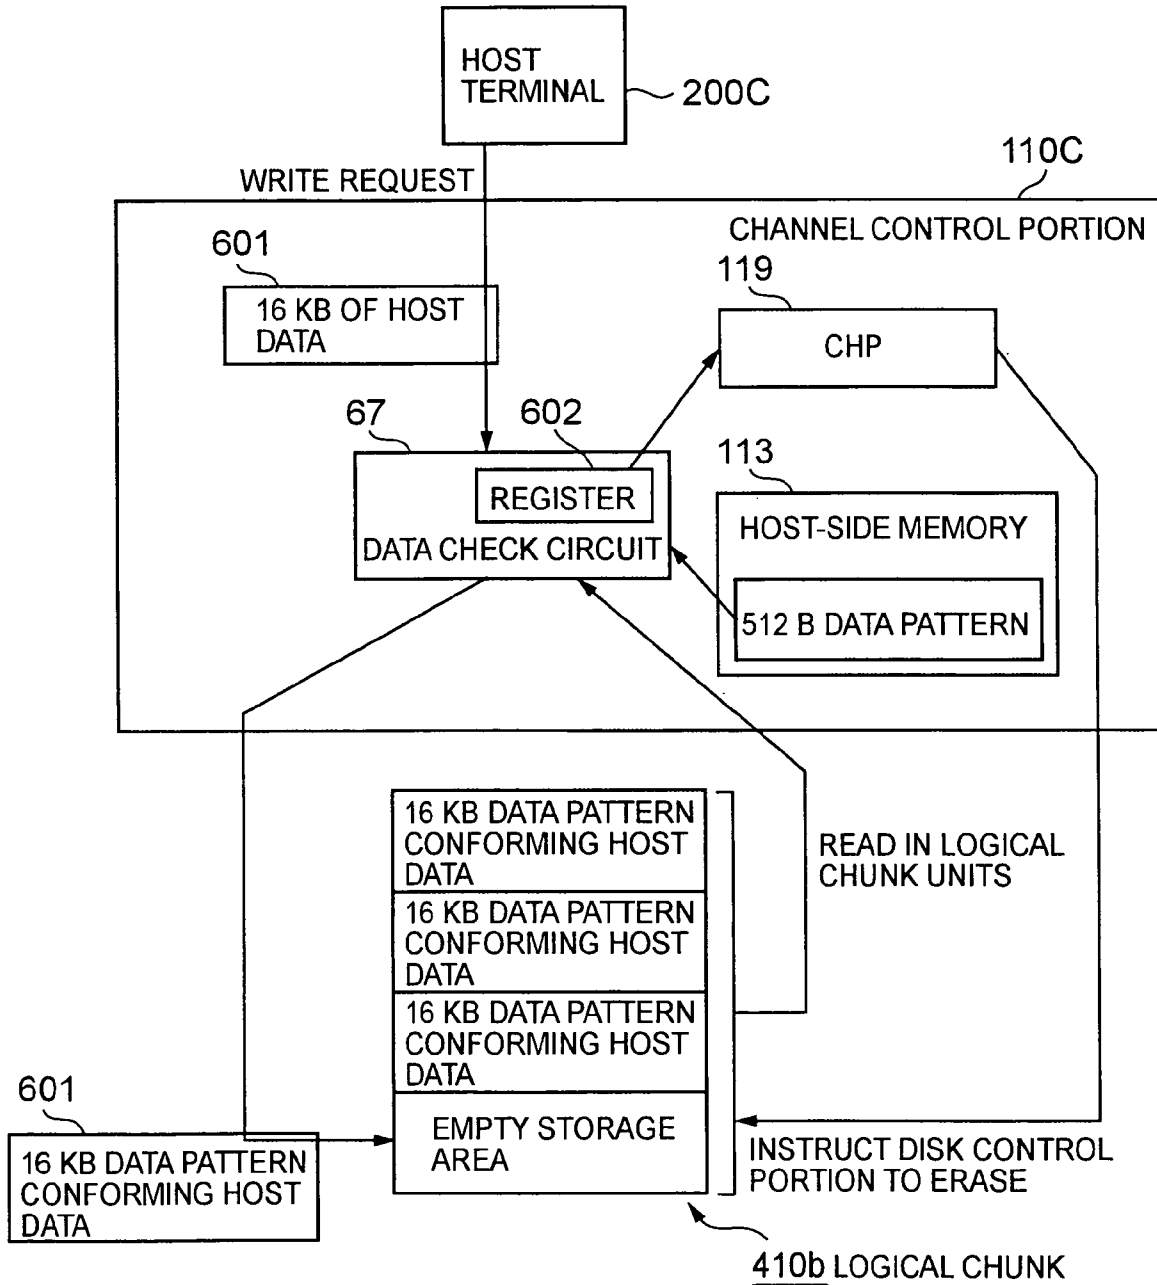 HOST
TERMINAL
200C
110C
WRITE REQUEST
CHANNEL CONTROL PORTION
601
16 KB OF HOST
DATA
119
CHP
67
602
REGISTER
DATA CHECK CIRCUIT
113
HOST-SIDE MEMORY
512 B DATA PATTERN
16 KB DATA PATTERN
CONFORMING HOST
DATA
16 KB DATA PATTERN
CONFORMING HOST
DATA
16 KB DATA PATTERN
CONFORMING HOST
DATA
EMPTY STORAGE
AREA
READ IN LOGICAL
CHUNK UNITS
601
16 KB DATA PATTERN
CONFORMING HOST
DATA
INSTRUCT DISK CONTROL
PORTION TO ERASE
410b LOGICAL CHUNK